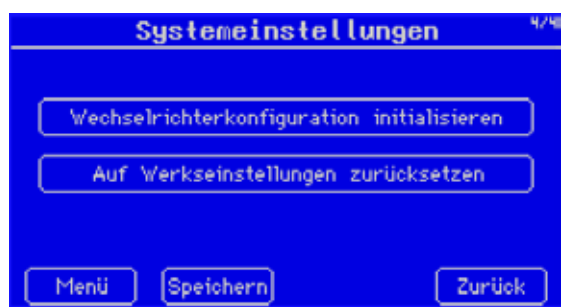 Systemeinstellungen
4/4
Wechselrichterkonfiguration initialisieren
Auf Werkseinstellungen zurücksetzen
Menü
Speichern
Zurück